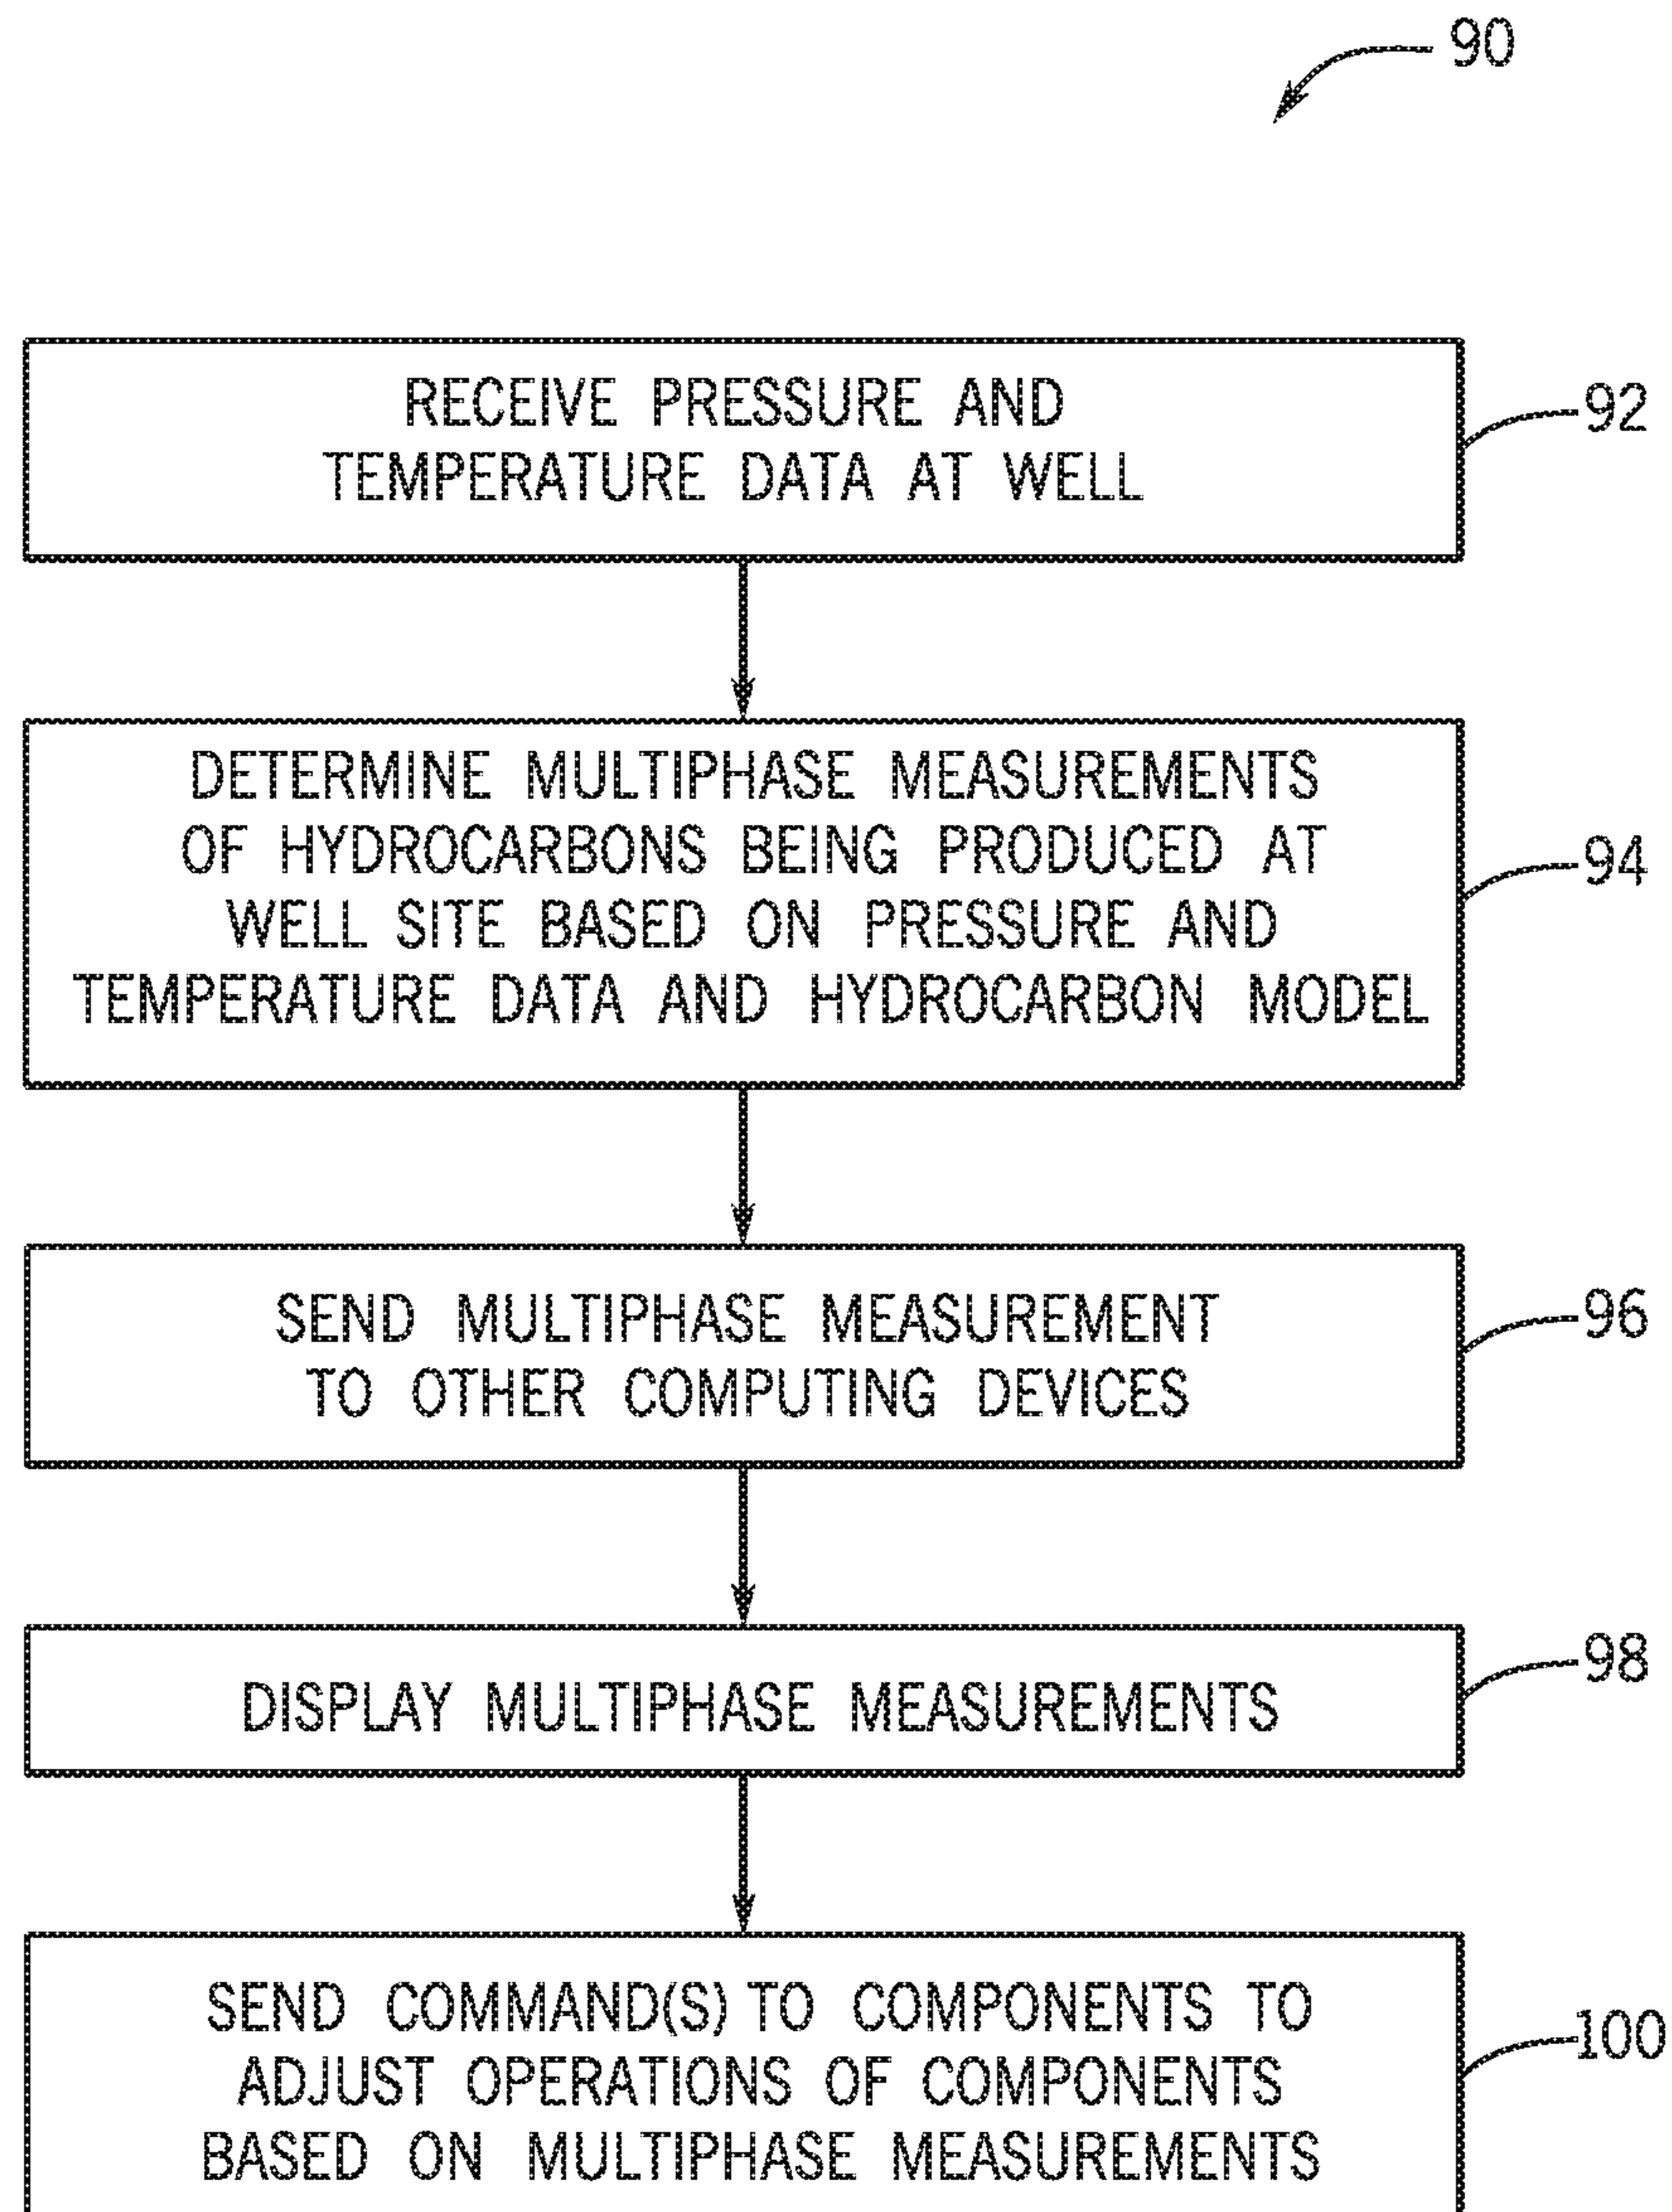 90
RECEIVE PRESSURE AND
TEMPERATURE DATA AT WELL
92
DETERMINE MULTIPHASE MEASUREMENTS
OF HYDROCARBONS BEING PRODUCED AT
WELL SITE BASED ON PRESSURE AND
TEMPERATURE DATA AND HYDROCARBON MODEL
94
SEND MULTIPHASE MEASUREMENT
TO OTHER COMPUTING DEVICES
96
DISPLAY MULTIPHASE MEASUREMENTS
98
SEND COMMAND(S) TO COMPONENTS TO
ADJUST OPERATIONS OF COMPONENTS
BASED ON MULTIPHASE MEASUREMENTS
100